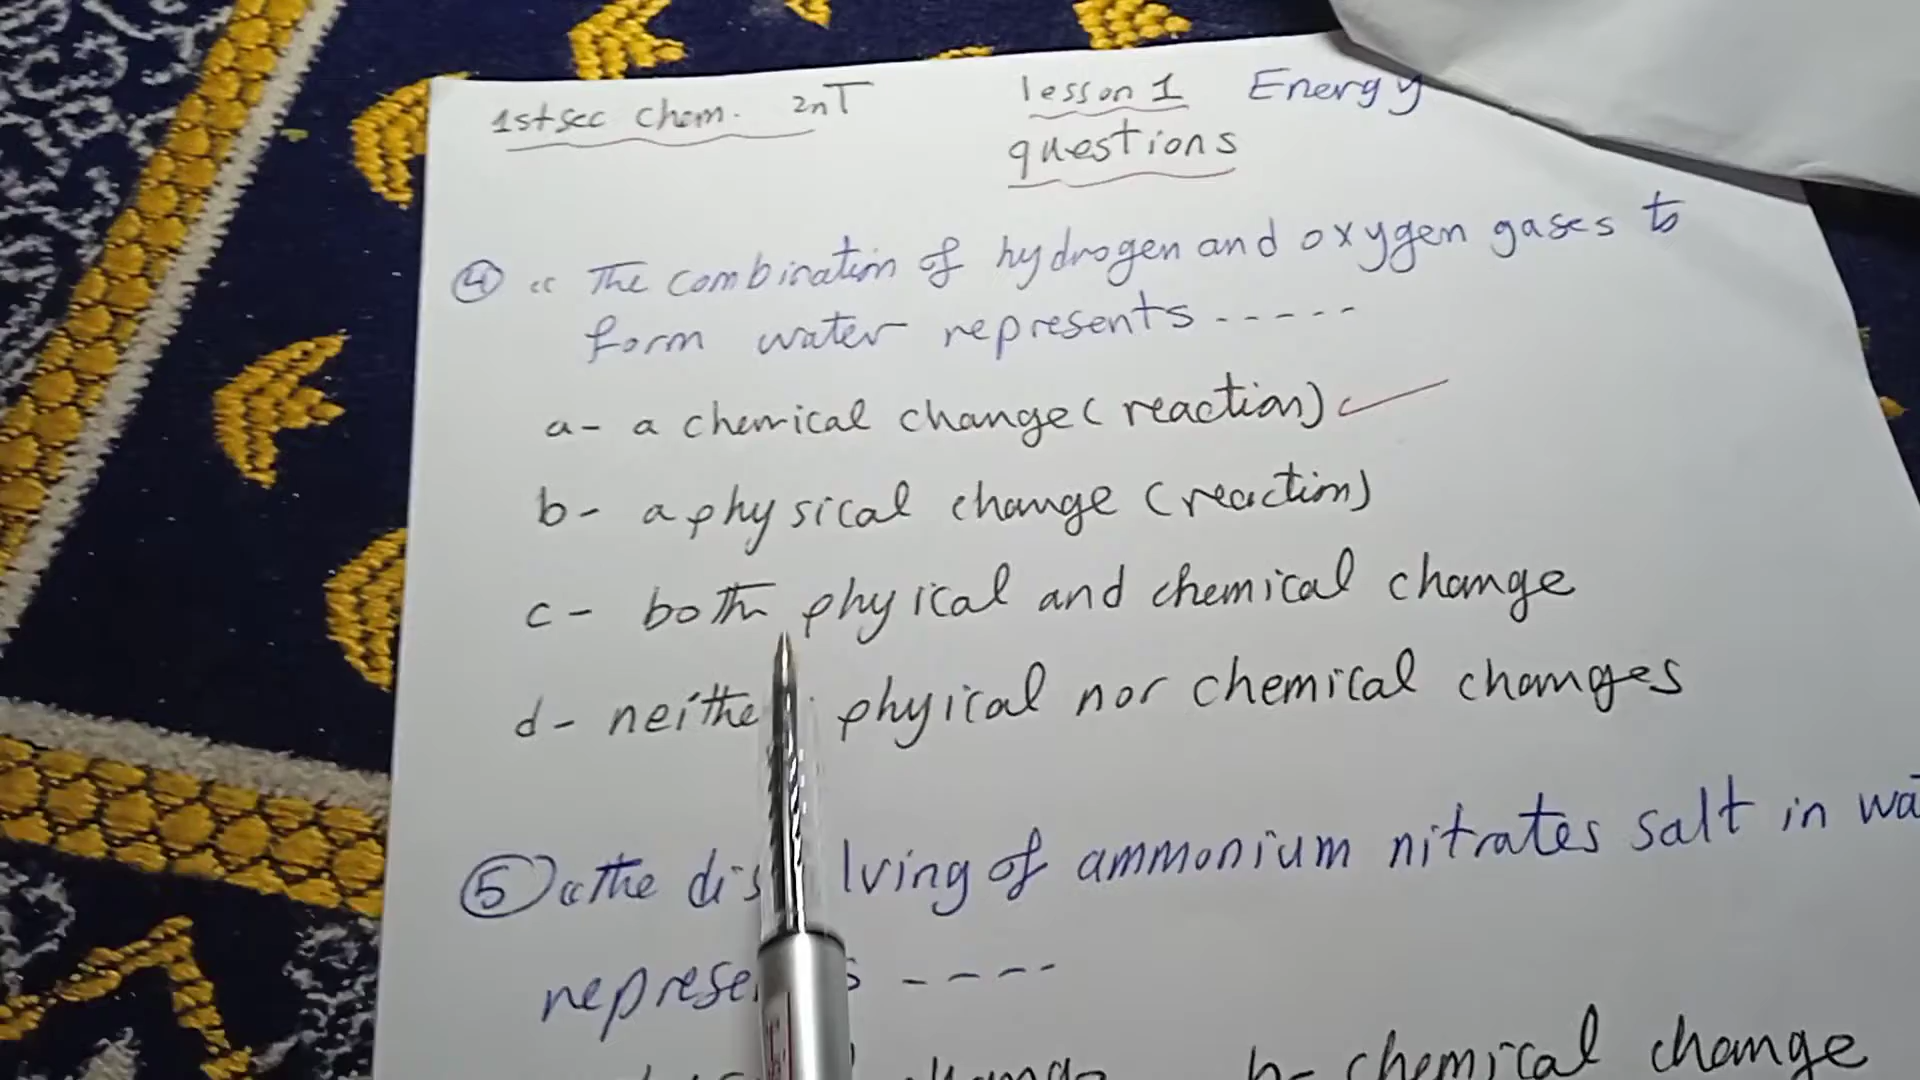 1st sec chem. 2nT
lesson 1 Energy
questions
4 " The combination of hydrogen and oxygen gases to
form water represents -----
a- a chemical change (reaction)
b- a physical change (reaction)
c- both phyical and chemical change
d- neithe phyical nor chemical changes
5 " the dis lving of ammonium nitrates salt in wa
represe s ----
b- chemical change